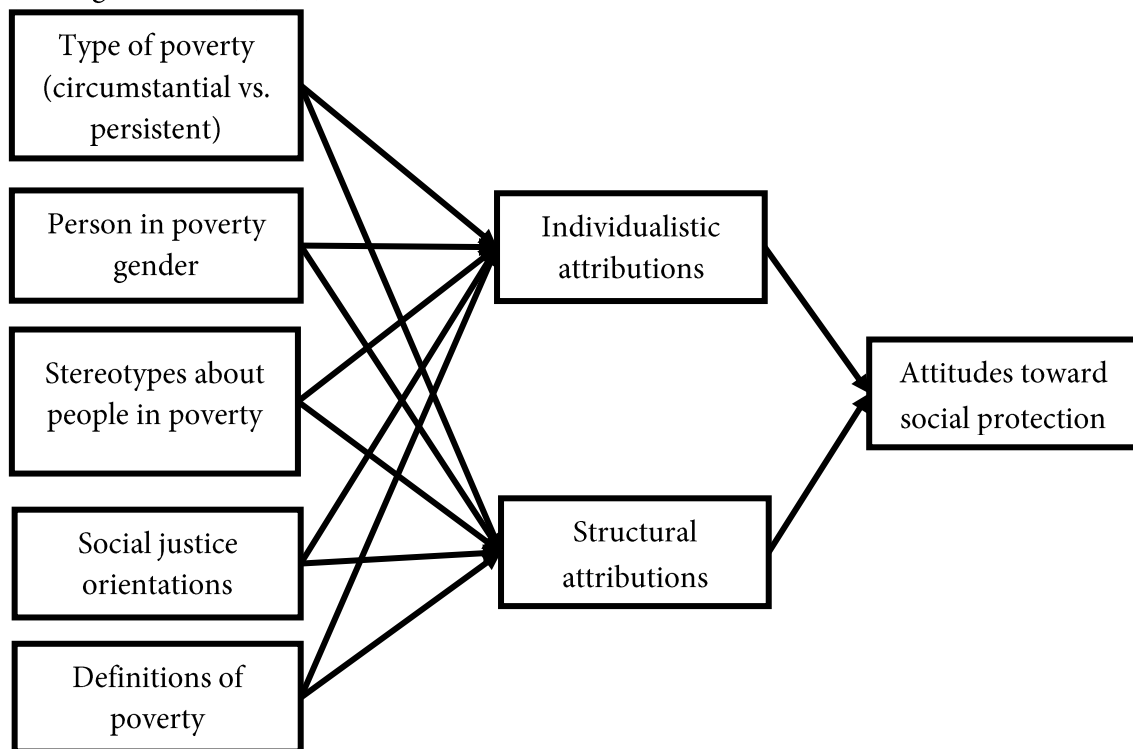 Type of poverty
(circumstantial vs.
persistent)
Person in poverty
gender
Stereotypes about
people in poverty
Social justice
orientations
Definitions of
poverty
Individualistic
attributions
Structural
attributions
Attitudes toward
social protection